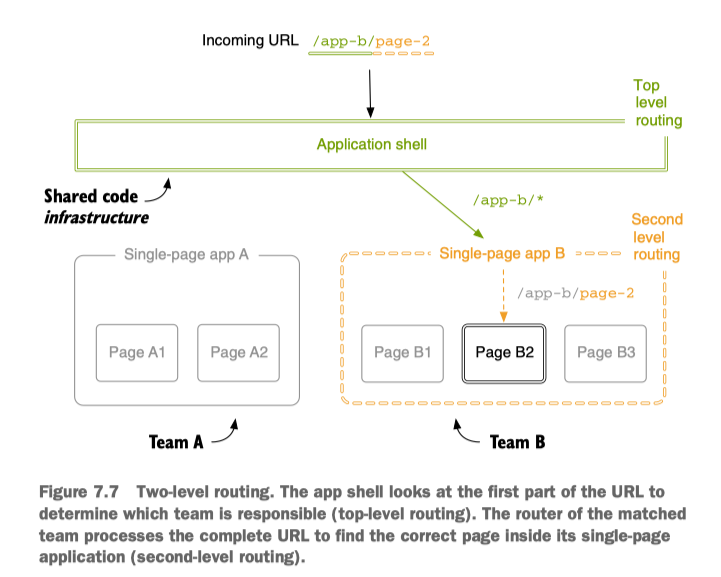 Incoming URL /app-b/page-2
Top
level
routing
Application shell
Shared code
infrastructure
/app-b/*
Second
level
routing
Single-page app A
Single-page app B
/app-b/page-2
Page A1
Page A2
Page B1
Page B2
Page B3
Team A
Team B
Figure 7.7 Two-level routing. The app shell looks at the first part of the URL to
determine which team is responsible (top-level routing). The router of the matched
team processes the complete URL to find the correct page inside its single-page
application (second-level routing).